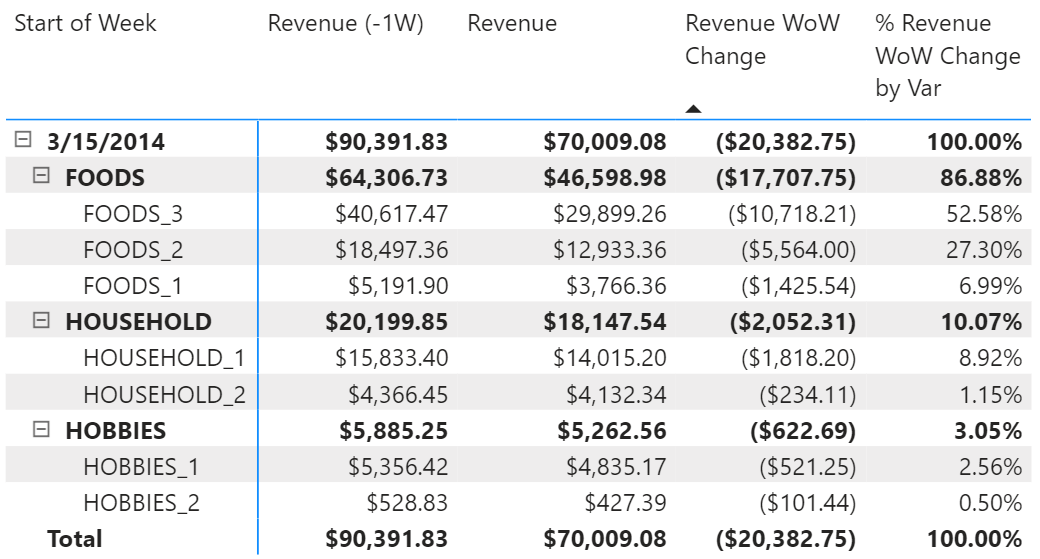 Start of Week Revenue (-1W) Revenue Revenue WoW % Revenue
Change WoW Change
by Var
3/15/2014 $90,391.83 $70,009.08 ($20,382.75) 100.00%
FOODS $64,306.73 $46,598.98 ($17,707.75) 86.88%
FOODS_3 $40,617.47 $29,899.26 ($10,718.21) 52.58%
FOODS_2 $18,497.36 $12,933.36 ($5,564.00) 27.30%
FOODS_1 $5,191.90 $3,766.36 ($1,425.54) 6.99%
HOUSEHOLD $20,199.85 $18,147.54 ($2,052.31) 10.07%
HOUSEHOLD_1 $15,833.40 $14,015.20 ($1,818.20) 8.92%
HOUSEHOLD_2 $4,366.45 $4,132.34 ($234.11) 1.15%
HOBBIES $5,885.25 $5,262.56 ($622.69) 3.05%
HOBBIES_1 $5,356.42 $4,835.17 ($521.25) 2.56%
HOBBIES_2 $528.83 $427.39 ($101.44) 0.50%
Total $90,391.83 $70,009.08 ($20,382.75) 100.00%